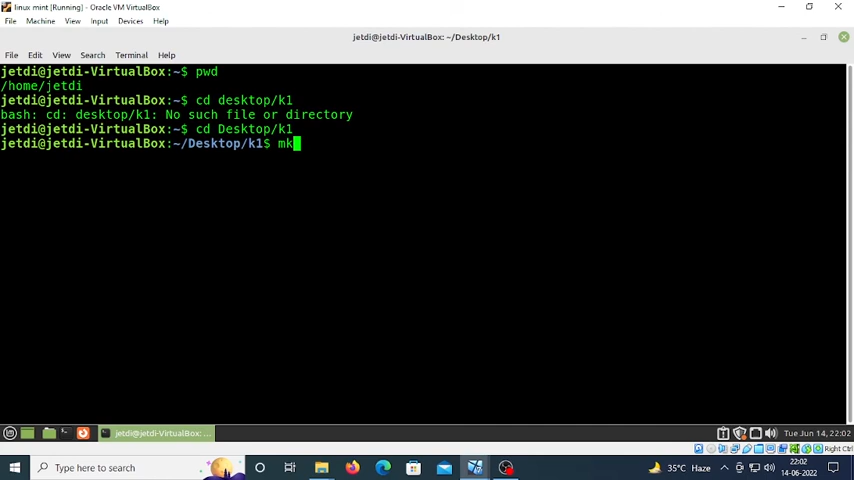 linux mint [Running] - Oracle VM VirtualBox
File Machine View Input Devices Help
jetdi@jetdi-VirtualBox: ~/Desktop/k1
File Edit View Search Terminal Help
jetdi@jetdi-VirtualBox:~$ pwd
/home/jetdi
jetdi@jetdi-VirtualBox:~$ cd desktop/k1
bash: cd: desktop/k1: No such file or directory
jetdi@jetdi-VirtualBox:~$ cd Desktop/k1
jetdi@jetdi-VirtualBox:~/Desktop/k1$ mk
jetdi@jetdi-VirtualBox: ...
Tue Jun 14, 22:02
Right Ctrl
Type here to search
35°C Haze
22:02
14-06-2022